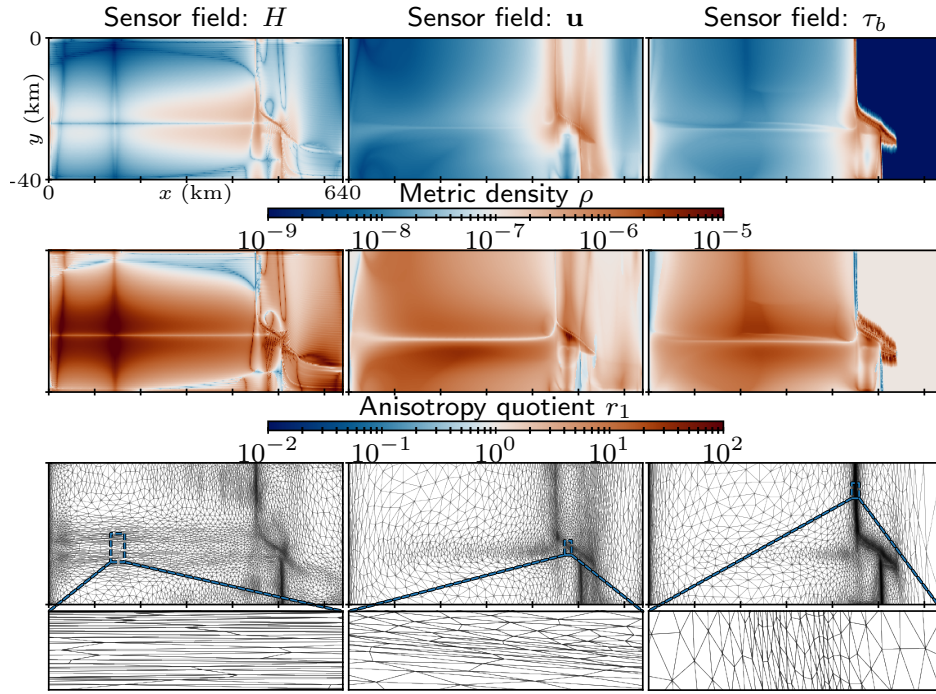 Sensor field: H Sensor field: u Sensor field: τb
0
y (km)
-40
0 x (km) 640
Metric density ρ
10⁻⁹ 10⁻⁸ 10⁻⁷ 10⁻⁶ 10⁻⁵
Anisotropy quotient r₁
10⁻² 10⁻¹ 10⁰ 10¹ 10²